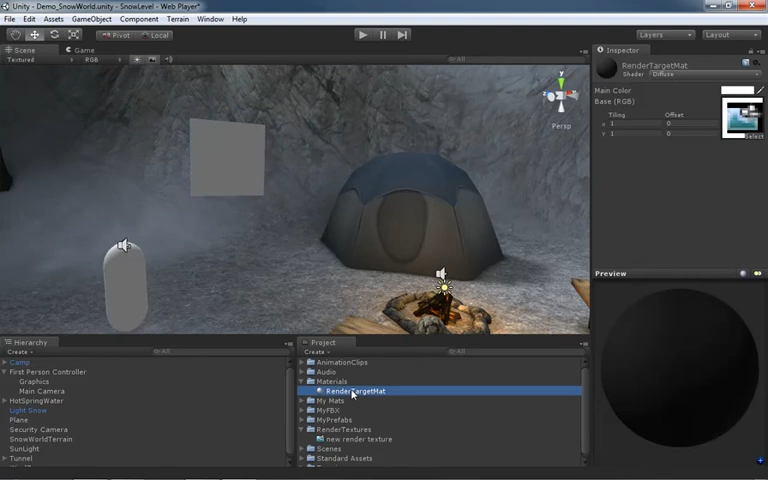 Unity - Demo_SnowWorld.unity - SnowLevel - Web Player*
File Edit Assets GameObject Component Terrain Window Help
Pivot Local Layers Layout
Scene Game
Textured RGB All
y
Persp
Inspector
RenderTargetMat
Shader Diffuse
Main Color
Base (RGB)
Tiling Offset
x 1 0
y 1 0
Select
Preview
Hierarchy
Create All
Camp
First Person Controller
Graphics
Main Camera
HotSpringWater
Light Snow
Plane
Security Camera
SnowWorldTerrain
SunLight
Tunnel
Project
Create All
AnimationClips
Audio
Materials
RenderTargetMat
My Mats
MyFBX
MyPrefabs
RenderTextures
new render texture
Scenes
Standard Assets